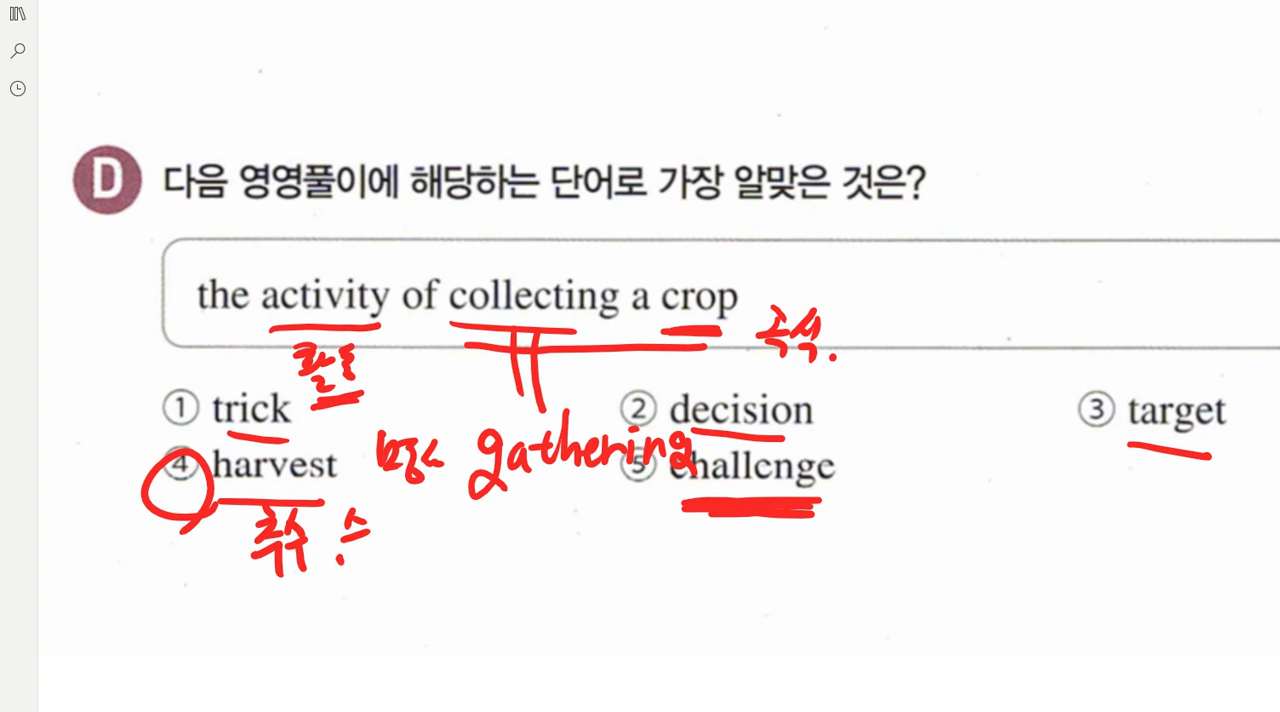 D 다음 영영풀이에 해당하는 단어로 가장 알맞은 것은?
the activity of collecting a crop
곡식.
활동
① trick ② decision ③ target
gathering
④ harvest ⑤ challenge
추수